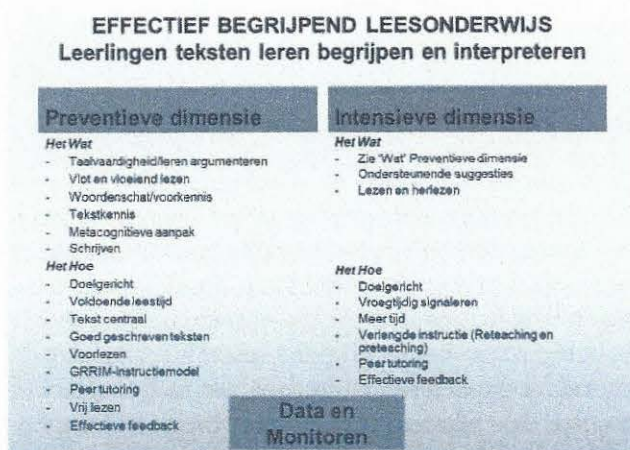 EFFECTIEF BEGRIJPEND LEESONDERWIJS
Leerlingen teksten leren begrijpen en interpreteren
Preventieve dimensie
Het Wat
- Taalvaardigheid/leren argumenteren
- Vlot en vloeiend lezen
- Woordenschat/voorkennis
- Tekstkennis
- Metacognitieve aanpak
- Schrijven
Het Hoe
- Doelgericht
- Voldoende leestijd
- Tekst centraal
- Goed geschreven teksten
- Voorlezen
- GRRIM-instructiemodel
- Peer tutoring
- Vrij lezen
- Effectieve feedback
Intensieve dimensie
Het Wat
- Zie 'Wat' Preventieve dimensie
- Ondersteunende suggesties
- Lezen en herlezen
Het Hoe
- Doelgericht
- Vroegtijdig signaleren
- Meer tijd
- Verlengde instructie (Reteaching en
preteaching)
- Peer tutoring
- Effectieve feedback
Data en
Monitoren